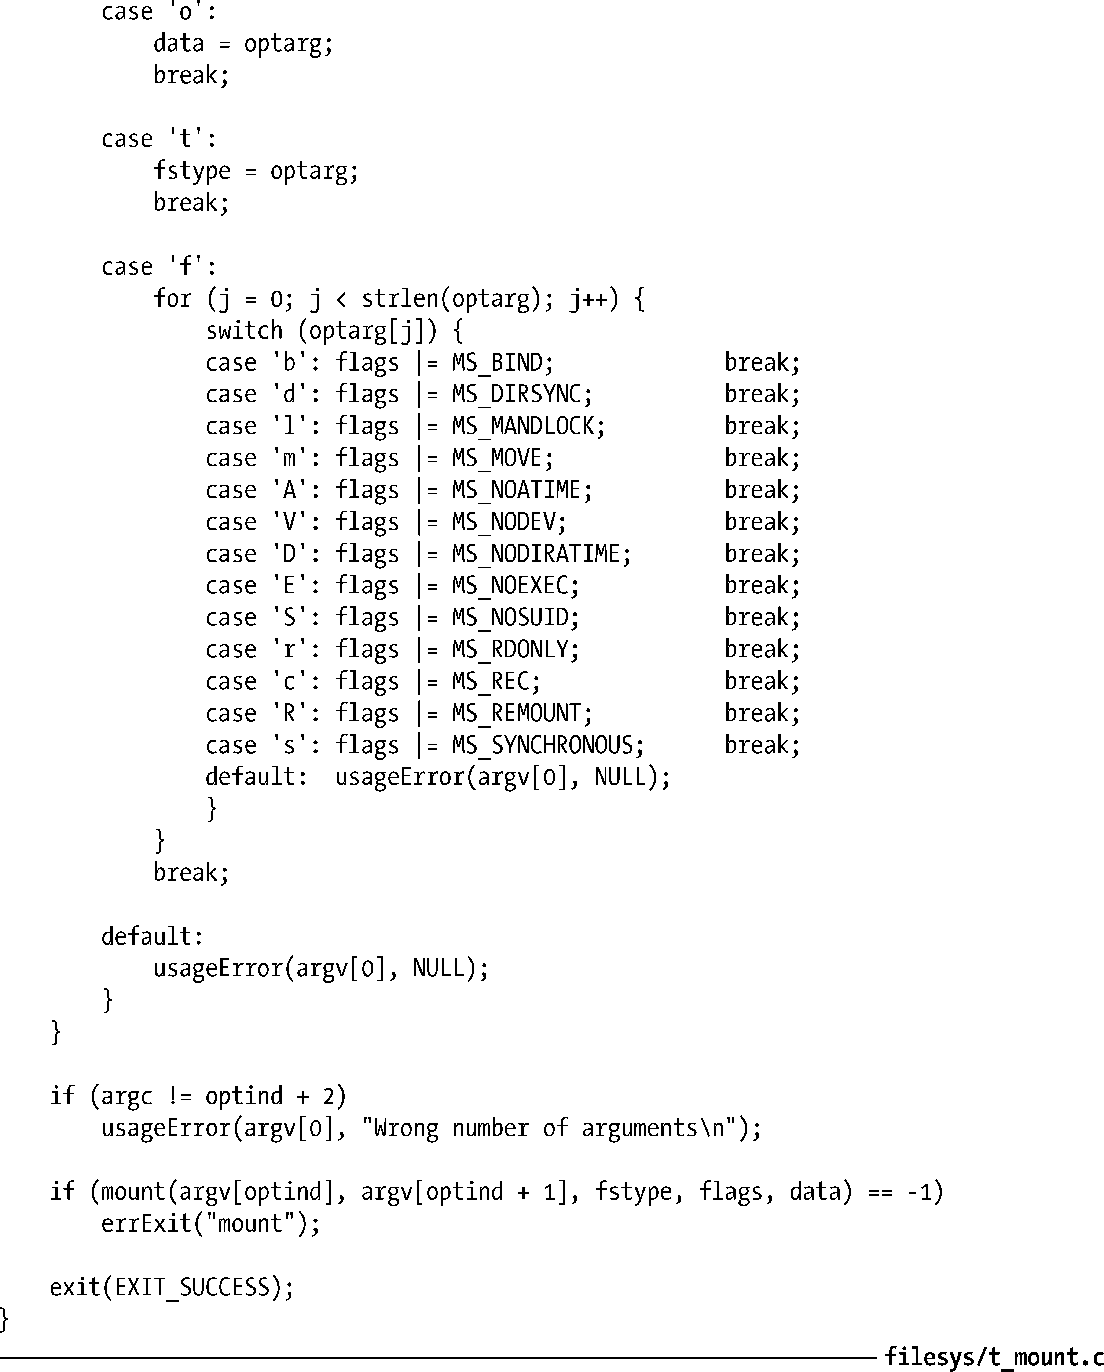 case 'o':
data = optarg;
break;
case 't':
fstype = optarg;
break;
case 'f':
for (j = 0; j < strlen(optarg); j++) {
switch (optarg[j]) {
case 'b': flags |= MS_BIND; break;
case 'd': flags |= MS_DIRSYNC; break;
case 'l': flags |= MS_MANDLOCK; break;
case 'm': flags |= MS_MOVE; break;
case 'A': flags |= MS_NOATIME; break;
case 'V': flags |= MS_NODEV; break;
case 'D': flags |= MS_NODIRATIME; break;
case 'E': flags |= MS_NOEXEC; break;
case 'S': flags |= MS_NOSUID; break;
case 'r': flags |= MS_RDONLY; break;
case 'c': flags |= MS_REC; break;
case 'R': flags |= MS_REMOUNT; break;
case 's': flags |= MS_SYNCHRONOUS; break;
default: usageError(argv[0], NULL);
}
}
break;
default:
usageError(argv[0], NULL);
}
}
if (argc != optind + 2)
usageError(argv[0], "Wrong number of arguments\n");
if (mount(argv[optind], argv[optind + 1], fstype, flags, data) == -1)
errExit("mount");
exit(EXIT_SUCCESS);
}
filesys/t_mount.c